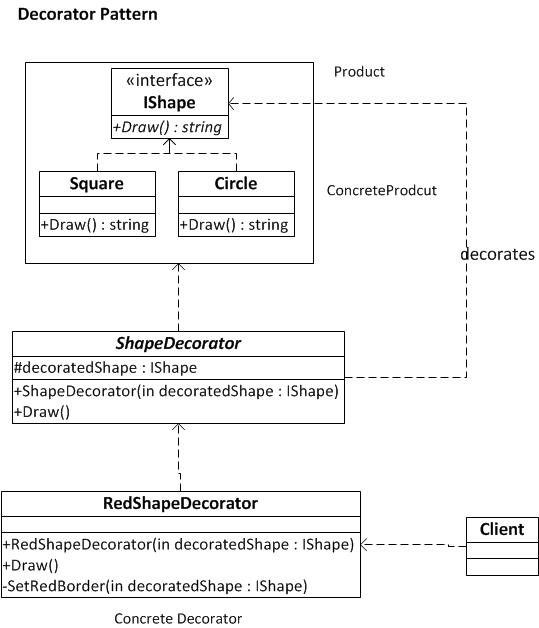 Decorator Pattern
«interface»
IShape
+Draw() : string
Product
Square
+Draw() : string
Circle
+Draw() : string
ConcreteProdcut
decorates
ShapeDecorator
#decoratedShape : IShape
+ShapeDecorator(in decoratedShape : IShape)
+Draw()
RedShapeDecorator
+RedShapeDecorator(in decoratedShape : IShape)
+Draw()
-SetRedBorder(in decoratedShape : IShape)
Client
Concrete Decorator